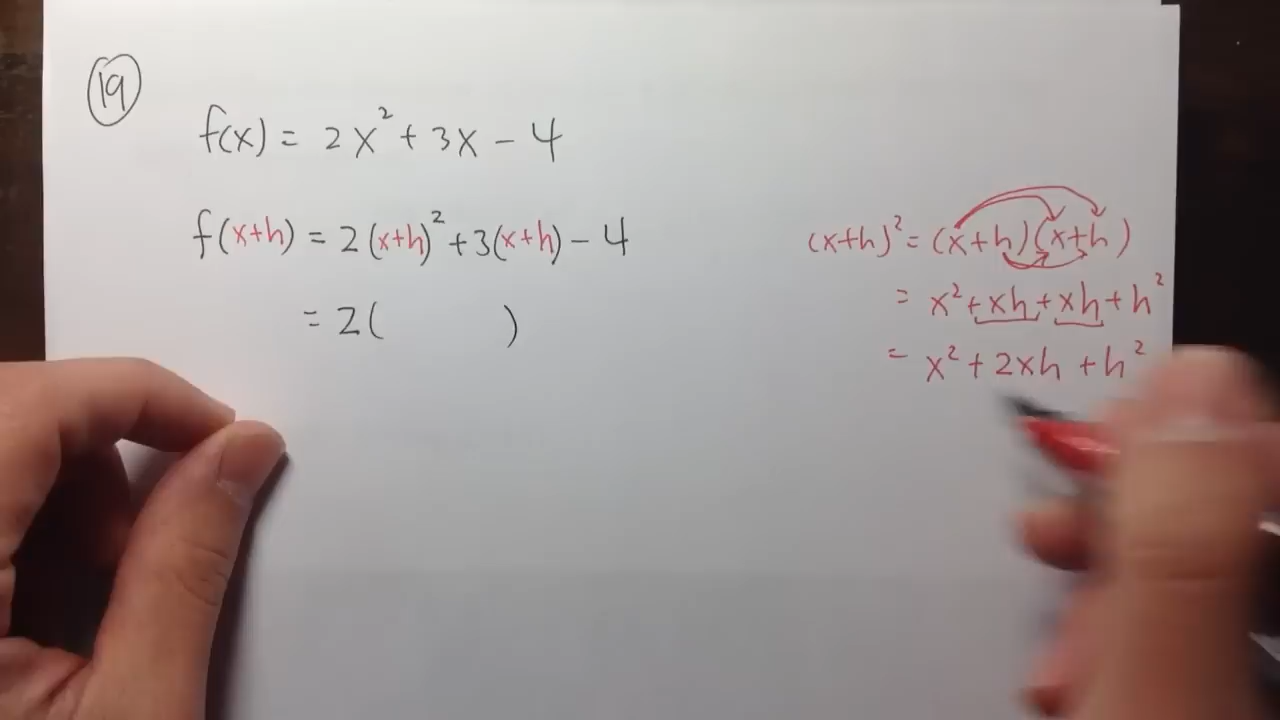 19
f(x) = 2x² + 3x - 4
f(x+h) = 2(x+h)² + 3(x+h) - 4
= 2( )
(x+h)² = (x+h)(x+h)
= x² + xh + xh + h²
= x² + 2xh + h²